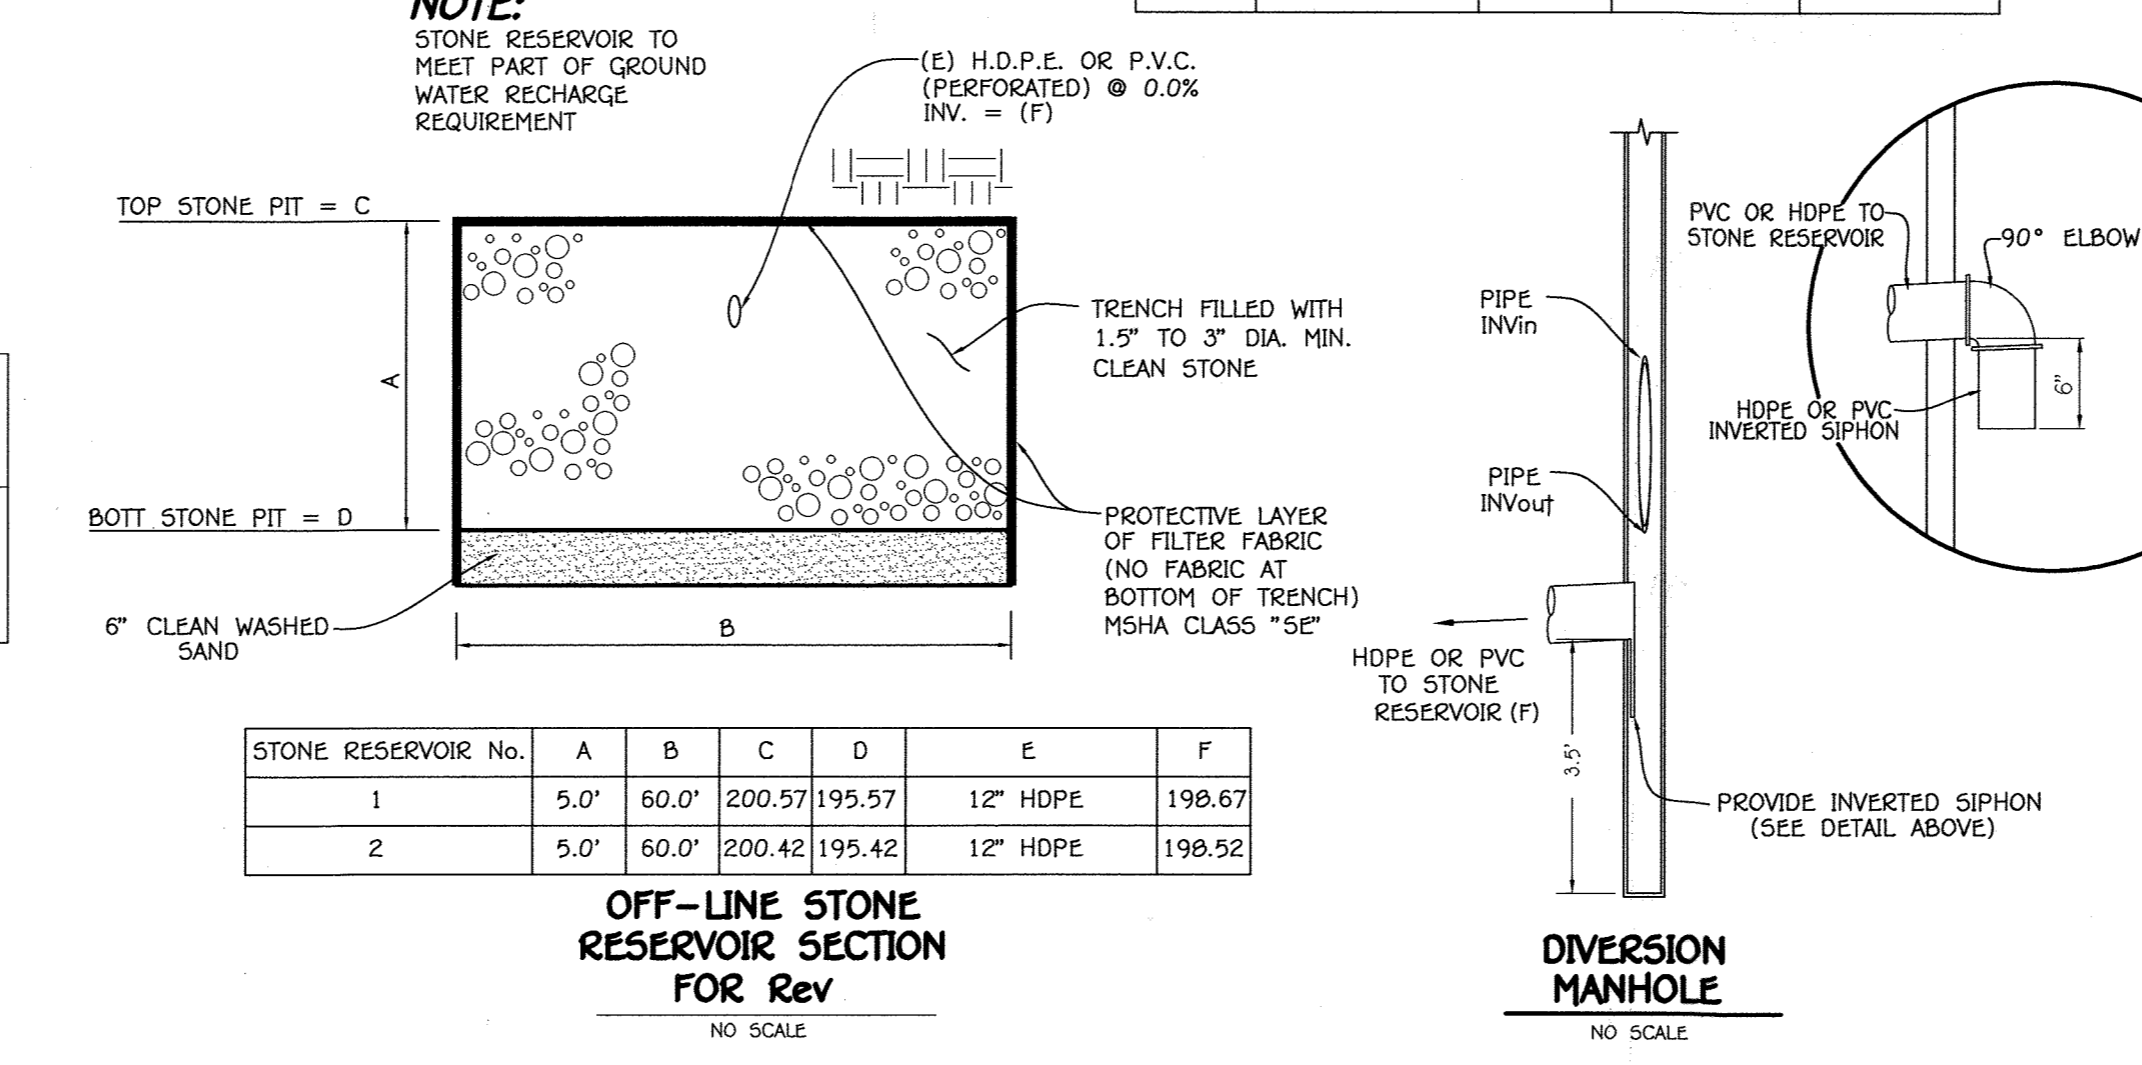 NOTE:
STONE RESERVOIR TO
MEET PART OF GROUND
WATER RECHARGE
REQUIREMENT
(E) H.D.P.E. OR P.V.C.
(PERFORATED) @ 0.0%
INV. = (F)
TOP STONE PIT = C
A
TRENCH FILLED WITH
1.5" TO 3" DIA. MIN.
CLEAN STONE
BOTT STONE PIT = D
PROTECTIVE LAYER
OF FILTER FABRIC
(NO FABRIC AT
BOTTOM OF TRENCH)
MSHA CLASS "SE"
6" CLEAN WASHED
SAND
B
STONE RESERVOIR No. A B C D E F
1 5.0' 60.0' 200.57 195.57 12" HDPE 198.67
2 5.0' 60.0' 200.42 195.42 12" HDPE 198.52
OFF-LINE STONE
RESERVOIR SECTION
FOR Rev
NO SCALE
PVC OR HDPE TO
STONE RESERVOIR
90° ELBOW
HDPE OR PVC
INVERTED SIPHON
6"
PIPE
INVin
PIPE
INVout
HDPE OR PVC
TO STONE
RESERVOIR (F)
3.5'
PROVIDE INVERTED SIPHON
(SEE DETAIL ABOVE)
DIVERSION
MANHOLE
NO SCALE